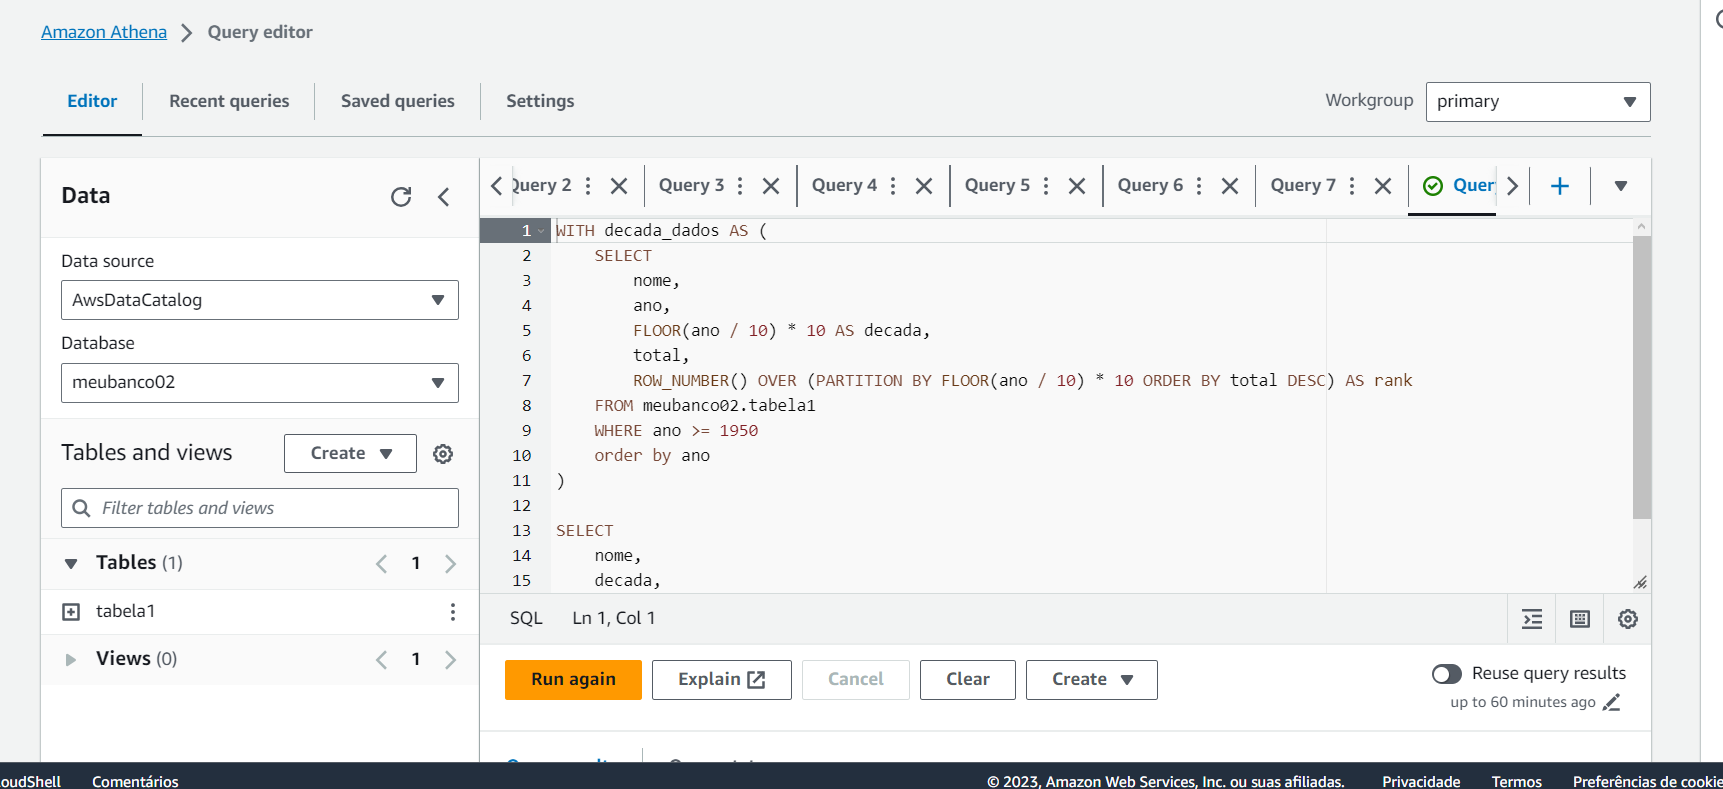 Amazon Athena > Query editor
Editor Recent queries Saved queries Settings
Workgroup primary
Data
Data source
AwsDataCatalog
Database
meubanco02
Tables and views Create
Filter tables and views
Tables (1) 1
tabela1
Views (0) 1
Query 2 Query 3 Query 4 Query 5 Query 6 Query 7 Quer
1 WITH decada_dados AS (
2 SELECT
3 nome,
4 ano,
5 FLOOR(ano / 10) * 10 AS decada,
6 total,
7 ROW_NUMBER() OVER (PARTITION BY FLOOR(ano / 10) * 10 ORDER BY total DESC) AS rank
8 FROM meubanco02.tabela1
9 WHERE ano >= 1950
10 order by ano
11 )
12
13 SELECT
14 nome,
15 decada,
SQL Ln 1, Col 1
Run again Explain Cancel Clear Create
Reuse query results
up to 60 minutes ago
oudShell Comentários © 2023, Amazon Web Services, Inc. ou suas afiliadas. Privacidade Termos Preferências de cookie